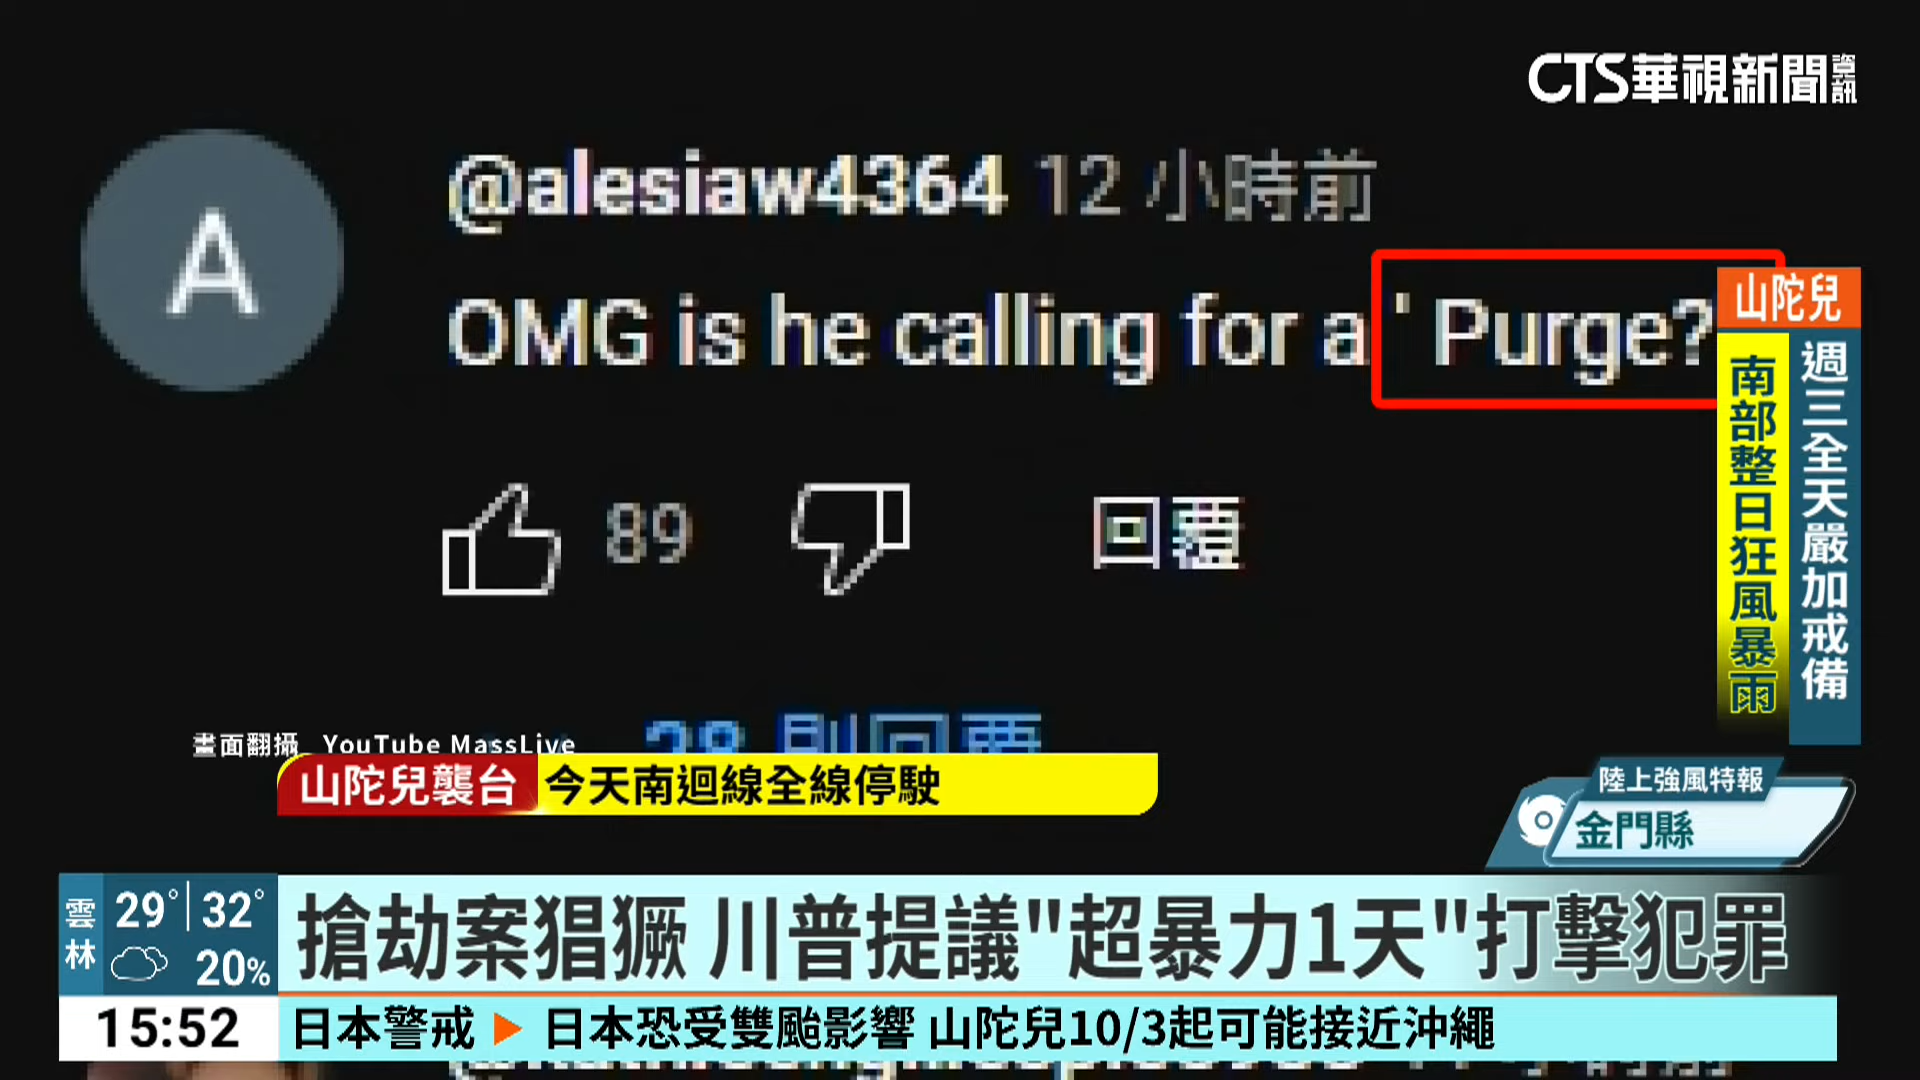 CTS華視新聞資訊
A
@alesiaw4364 12 小時前
OMG is he calling for a ' Purge?
89
回覆
山陀兒
週三全天嚴加戒備
南部整日狂風暴雨
28 則回覆
畫面翻攝 YouTube MassLive
山陀兒襲台 今天南迴線全線停駛
陸上強風特報
金門縣
雲林 29° 32° 20%
搶劫案猖獗 川普提議"超暴力1天"打擊犯罪
15:52
日本警戒 ▶ 日本恐受雙颱影響 山陀兒10/3起可能接近沖繩